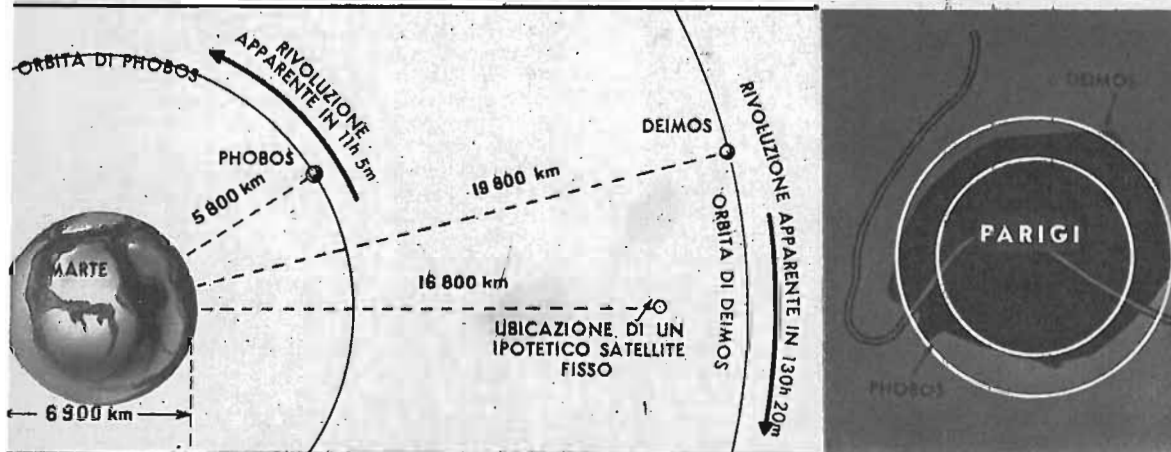 ORBITA DI PHOBOS
RIVOLUZIONE
APPARENTE IN 11h 5m
PHOBOS
5 800 km
MARTE
6 900 km
DEIMOS
19 800 km
16 800 km
UBICAZIONE DI UN
IPOTETICO SATELLITE
FISSO
ORBITA DI DEIMOS
RIVOLUZIONE APPARENTE IN 130h 20m
DEIMOS
PARIGI
PHOBOS